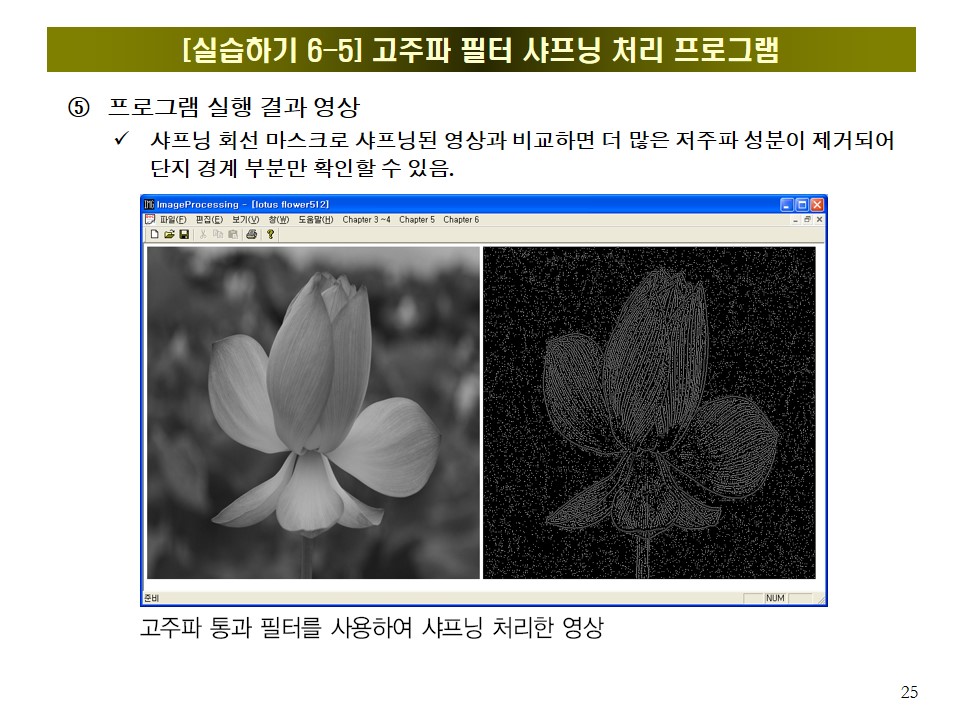 [실습하기 6-5] 고주파 필터 샤프닝 처리 프로그램
⑤ 프로그램 실행 결과 영상
✓ 샤프닝 회선 마스크로 샤프닝된 영상과 비교하면 더 많은 저주파 성분이 제거되어
단지 경계 부분만 확인할 수 있음.
ImageProcessing - [lotus flower512]
파일(F) 편집(E) 보기(V) 창(W) 도움말(H) Chapter 3 ~4 Chapter 5 Chapter 6
준비 NUM
고주파 통과 필터를 사용하여 샤프닝 처리한 영상
25